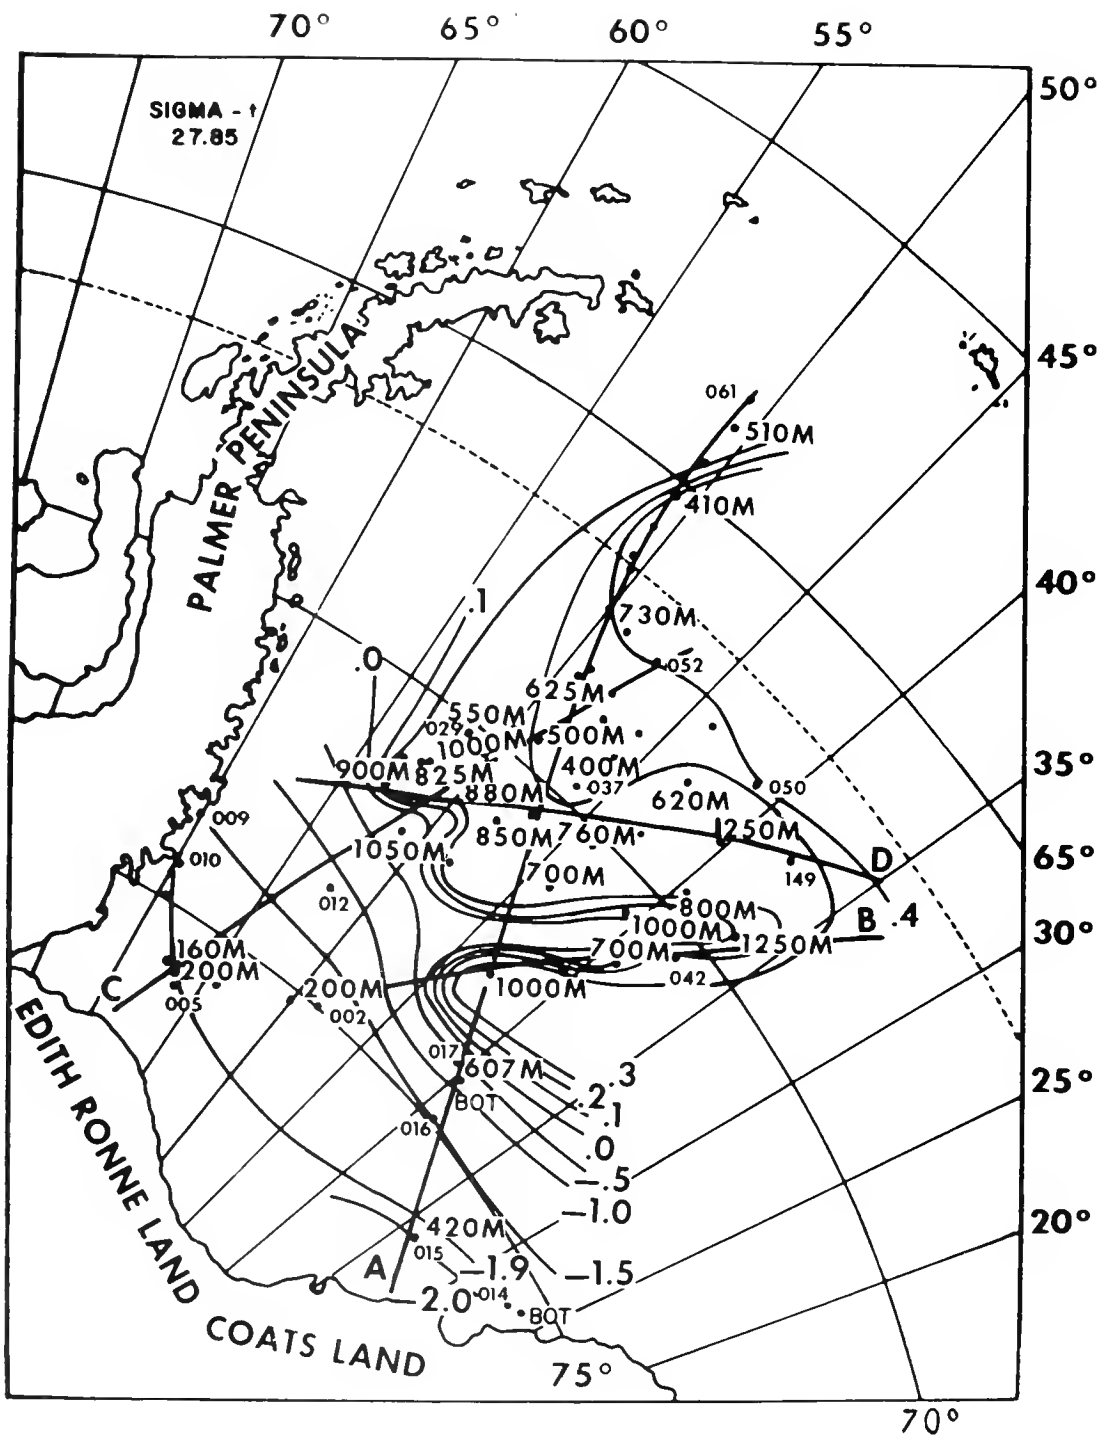 70° 65° 60° 55°
50°
SIGMA - t
27.85
45°
061
510M
410M
PALMER PENINSULA
40°
.1
730M
.0
052
625M
550M
029
500M
1000M
35°
900M
825M
400M
880M
037
050
620M
009
850M
760M
1250M
65°
1050M
D
010
700M
149
012
800M
B .4
30°
1000M
160M
700M
1250M
200M
042
C
200M
1000M
005
002
017
607M
.3
25°
EDITH RONNE LAND
BOT
.2
.1
016
.0
-.5
-1.0
20°
420M
015
A
-1.9
-1.5
2.0
014
BOT
COATS LAND
75°
70°